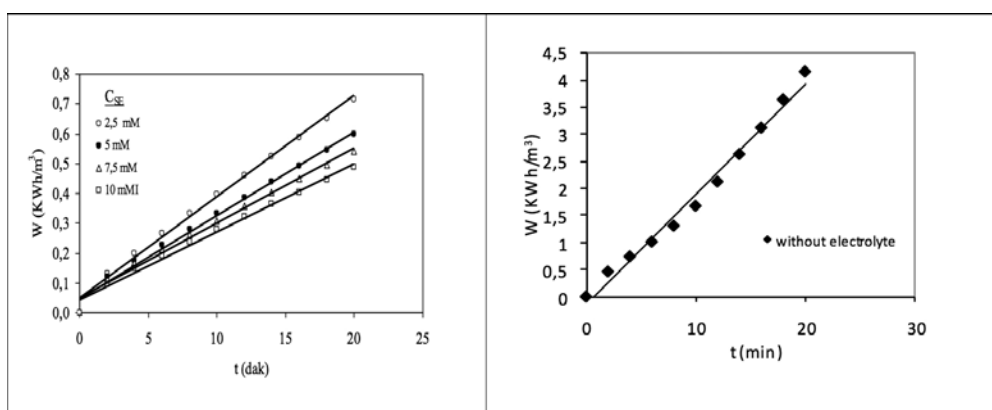 0,8
0,7
0,6
0,5
0,4
0,3
0,2
0,1
0,0
W (KWh/m³)
C_SE
2,5 mM
5 mM
7,5 mM
10 mMI
0 5 10 15 20 25
t (dak)
4,5
4
3,5
3
2,5
2
1,5
1
0,5
0
W (KWh/m³)
without electrolyte
0 10 20 30
t (min)